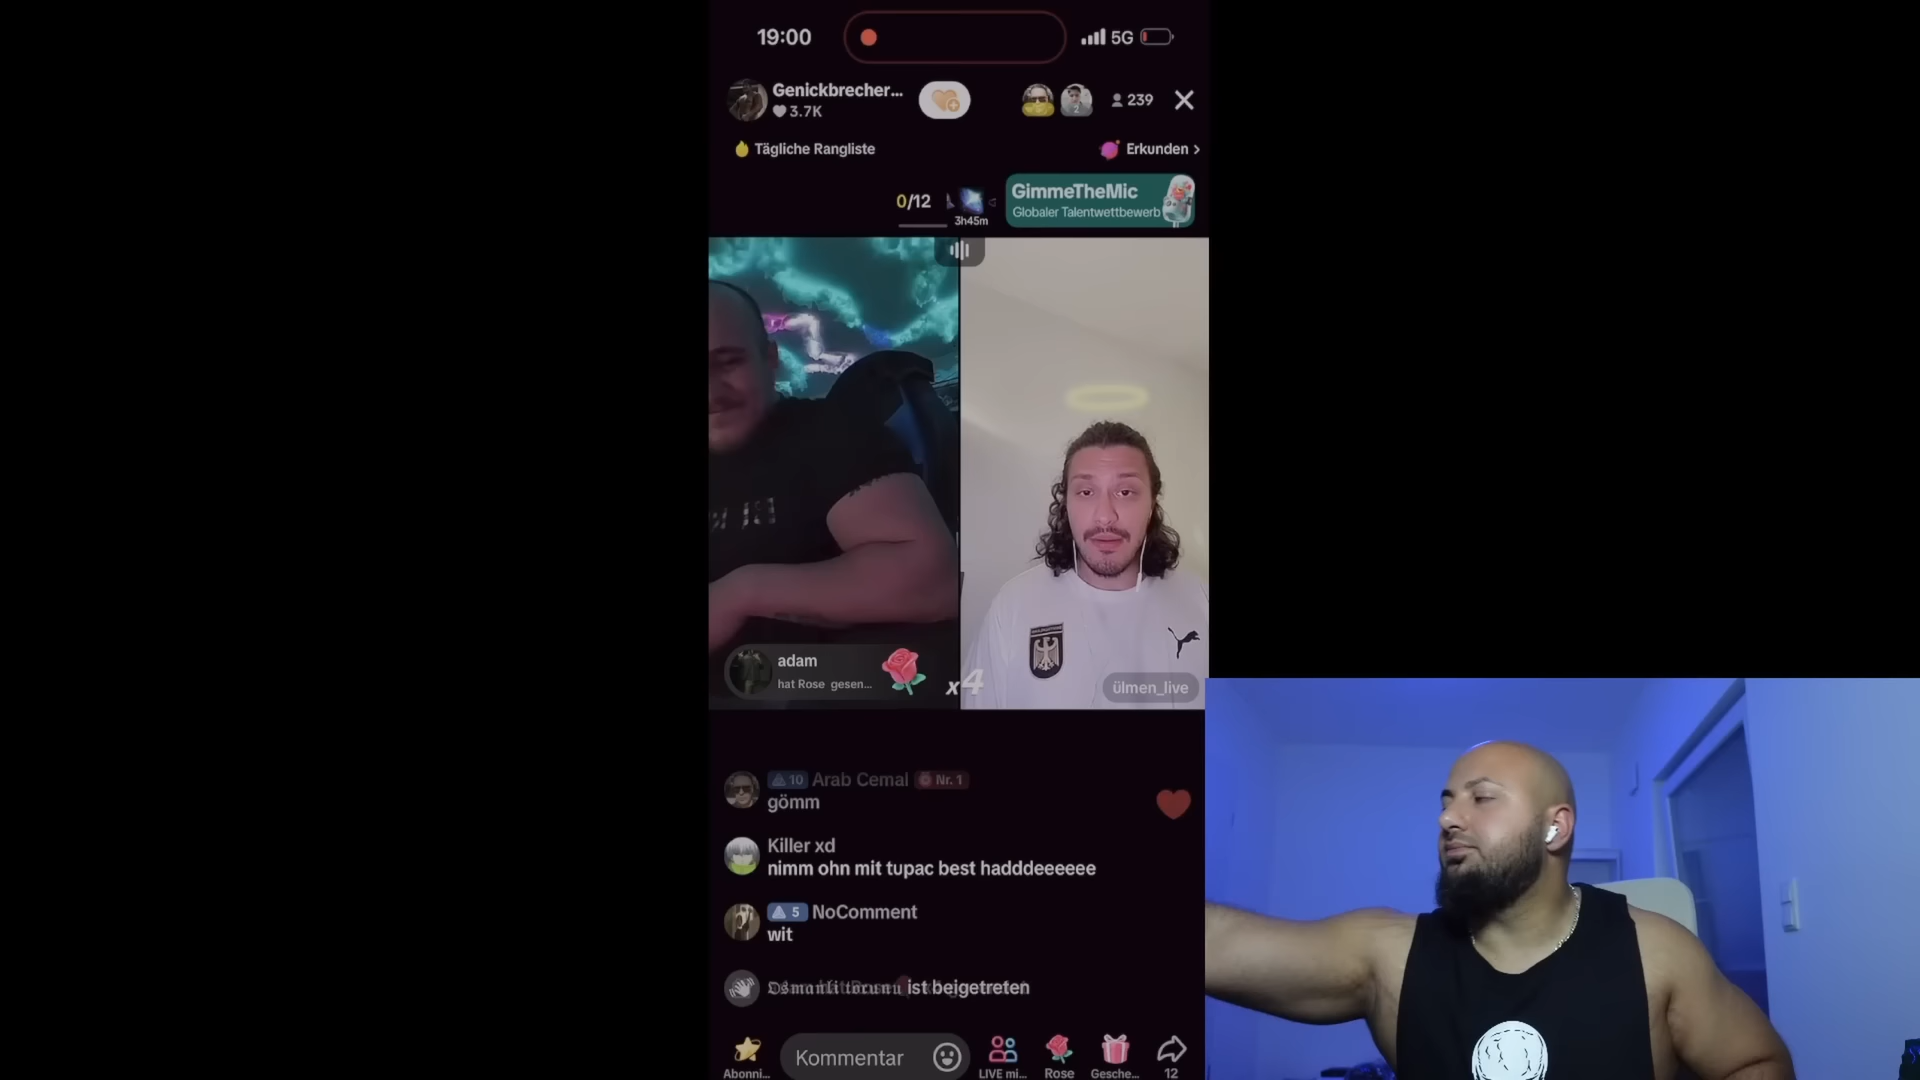 19:00
5G
Genickbrecher...
3.7K
239
Tägliche Rangliste
Erkunden >
0/12
3h45m
GimmeTheMic
Globaler Talentwettbewerb
adam
hat Rose gesen...
x4
ülmen_live
10 Arab Cemal Nr. 1
gömm
Killer xd
nimm ohn mit tupac best hadddeeeeee
5 NoComment
wit
ist beigetreten
Abonni...
Kommentar
LIVE mi...
Rose
Gesche...
12